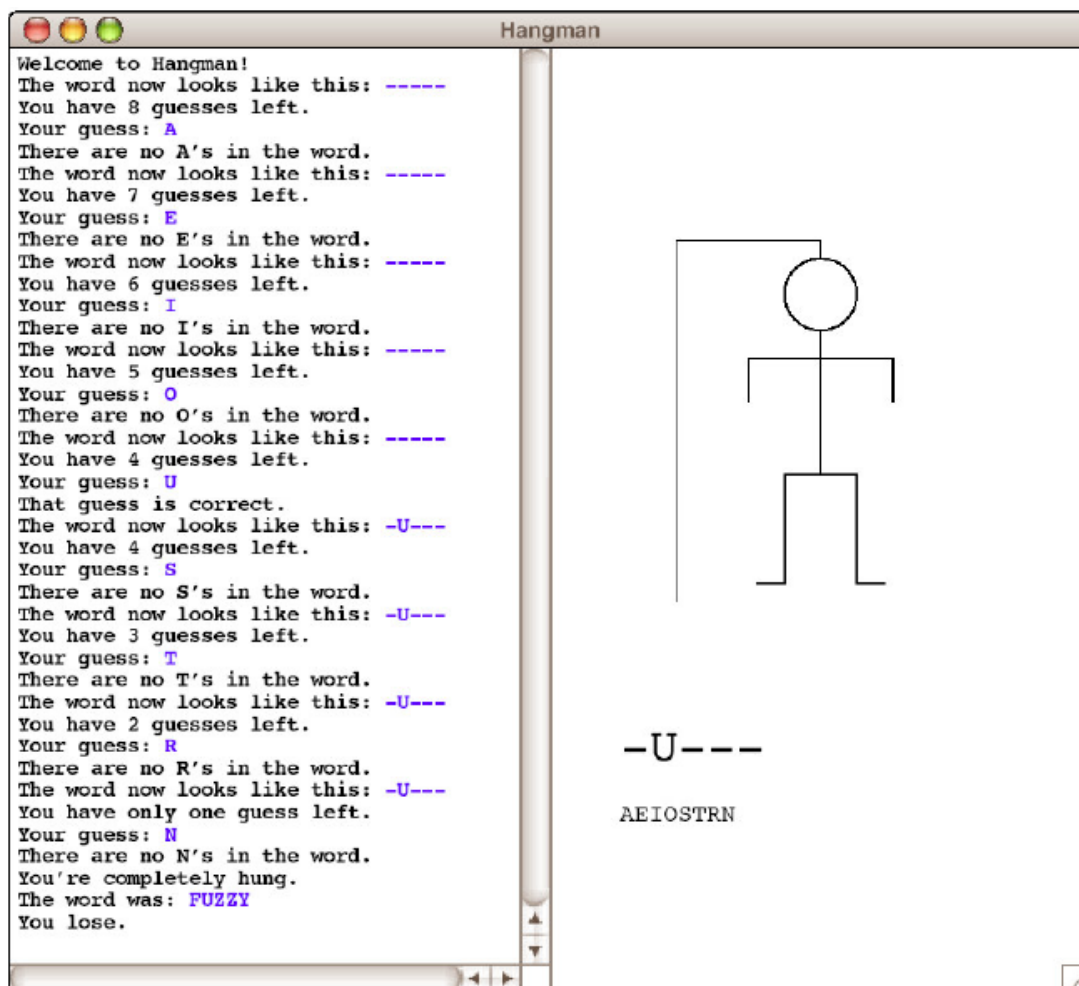 Hangman
Welcome to Hangman!
The word now looks like this: -----
You have 8 guesses left.
Your guess: A
There are no A's in the word.
The word now looks like this: -----
You have 7 guesses left.
Your guess: E
There are no E's in the word.
The word now looks like this: -----
You have 6 guesses left.
Your guess: I
There are no I's in the word.
The word now looks like this: -----
You have 5 guesses left.
Your guess: O
There are no O's in the word.
The word now looks like this: -----
You have 4 guesses left.
Your guess: U
That guess is correct.
The word now looks like this: -U---
You have 4 guesses left.
Your guess: S
There are no S's in the word.
The word now looks like this: -U---
You have 3 guesses left.
Your guess: T
There are no T's in the word.
The word now looks like this: -U---
You have 2 guesses left.
Your guess: R
There are no R's in the word.
The word now looks like this: -U---
You have only one guess left.
Your guess: N
There are no N's in the word.
You're completely hung.
The word was: FUZZY
You lose.
-U---
AEIOSTRN